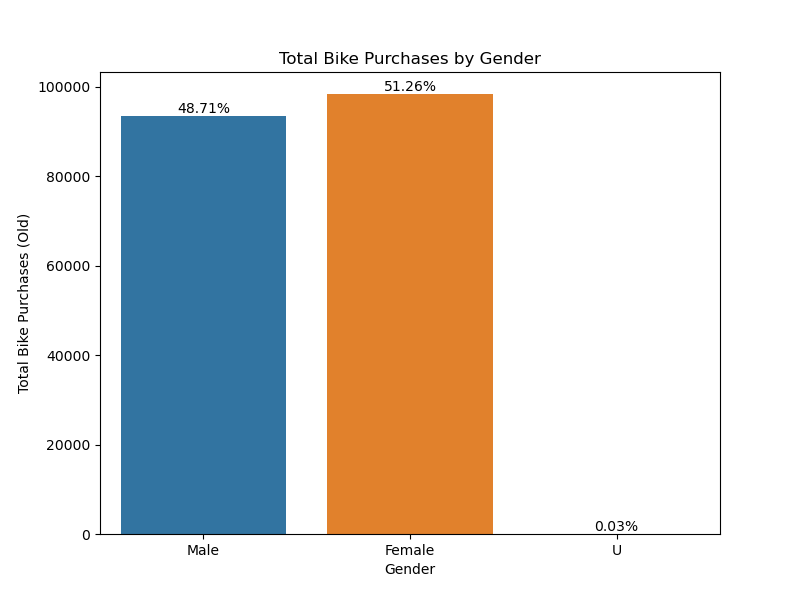 Total Bike Purchases by Gender
Total Bike Purchases (Old)
100000
80000
60000
40000
20000
0
48.71%
51.26%
0.03%
Male
Female
U
Gender